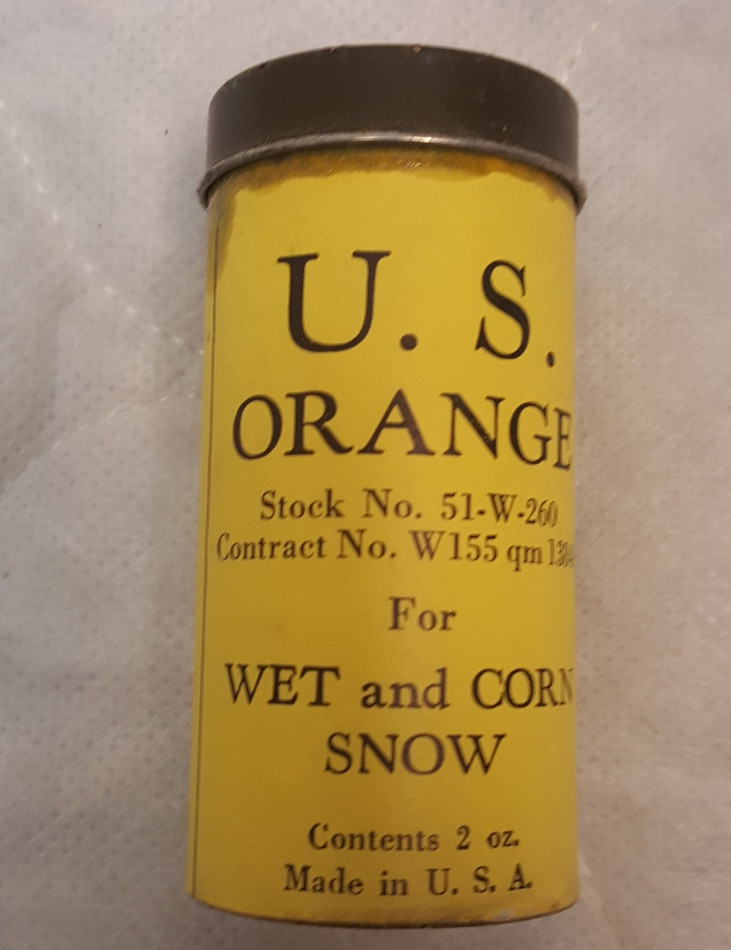 U. S.
ORANGE
Stock No. 51-W-260
Contract No. W155 qm
For
WET and CORN
SNOW
Contents 2 oz.
Made in U. S. A.